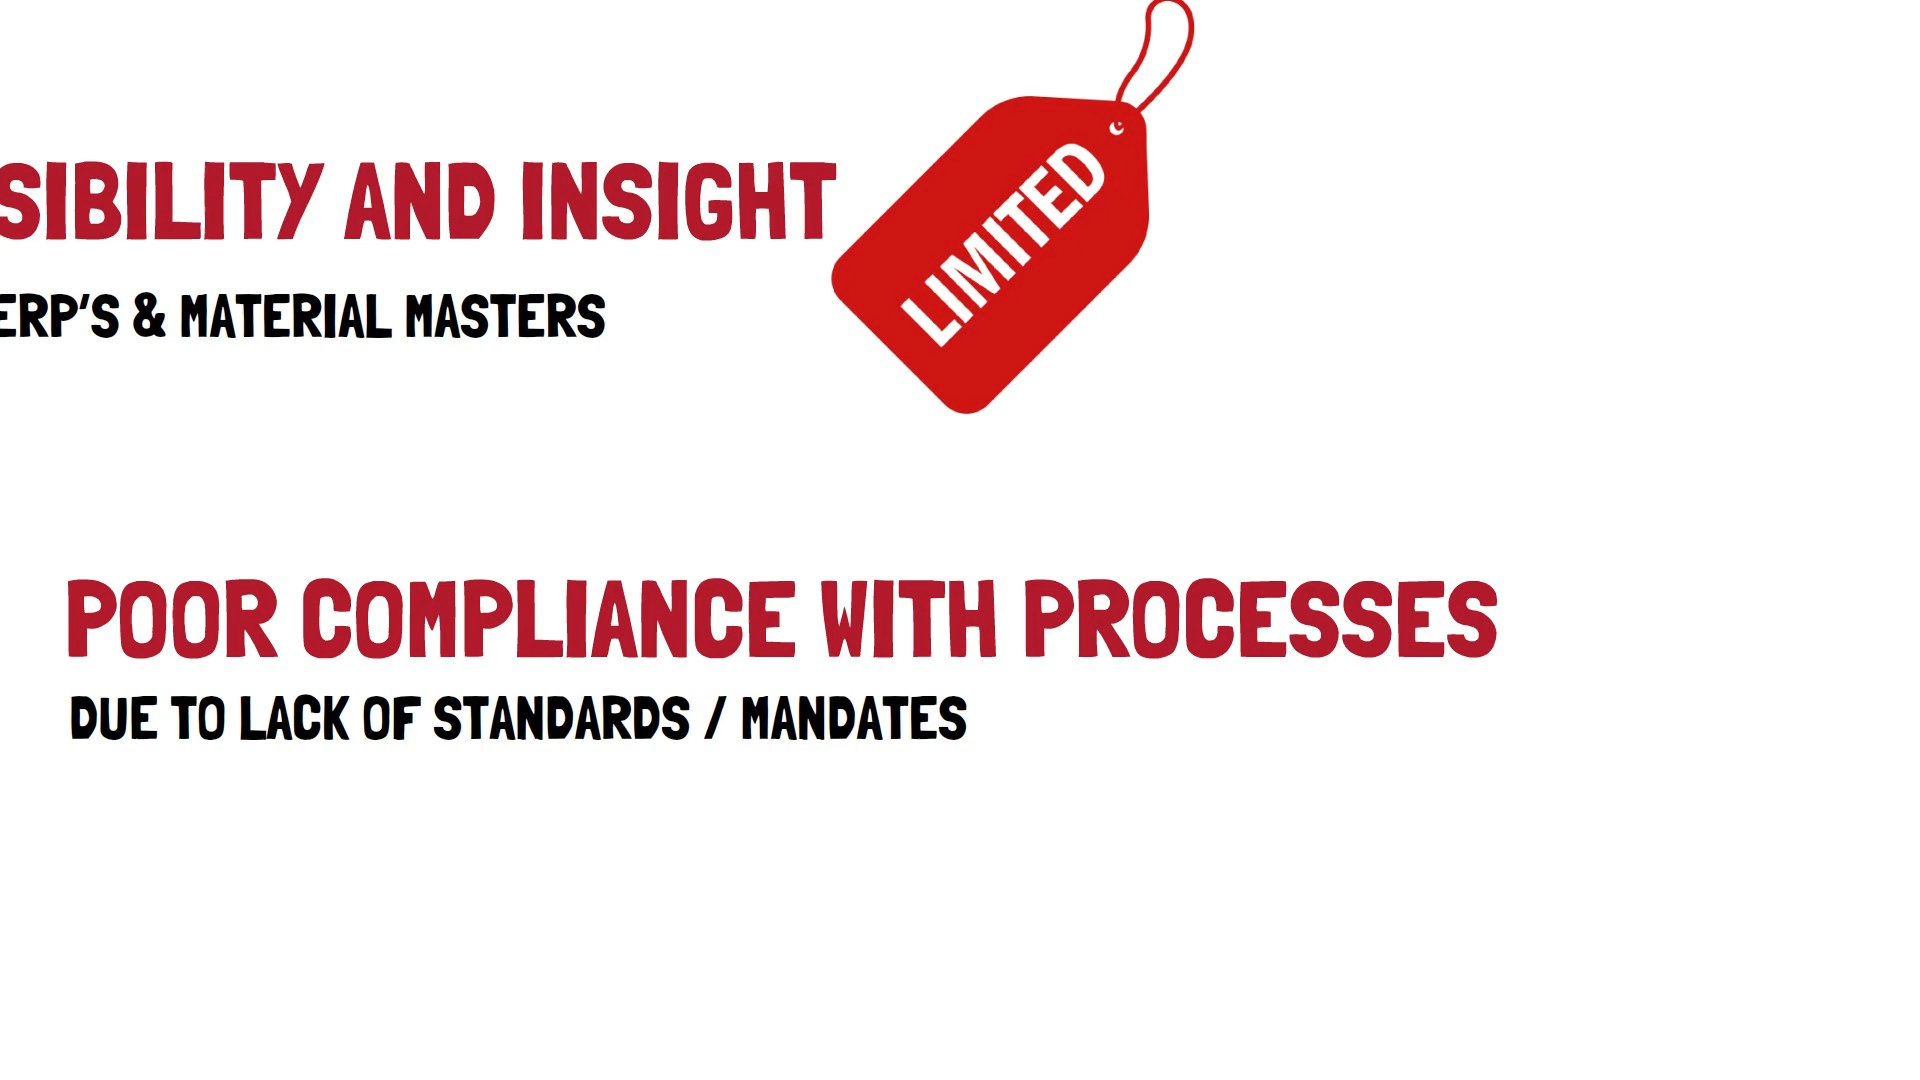 SIBILITY AND INSIGHT
LIMITED
ERP'S & MATERIAL MASTERS
POOR COMPLIANCE WITH PROCESSES
DUE TO LACK OF STANDARDS / MANDATES